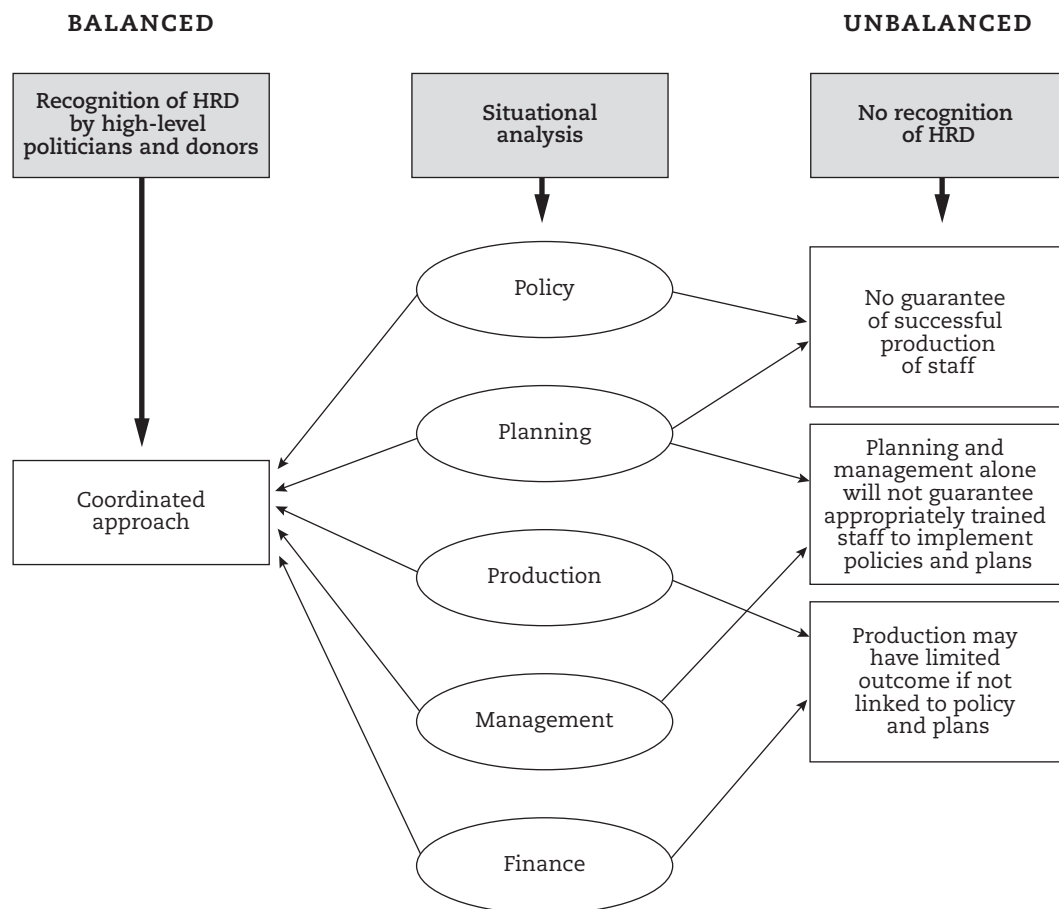 BALANCED
UNBALANCED
Recognition of HRD
by high-level
politicians and donors
Situational
analysis
No recognition
of HRD
Policy
Planning
Production
Management
Finance
Coordinated
approach
No guarantee
of successful
production
of staff
Planning and
management alone
will not guarantee
appropriately trained
staff to implement
policies and plans
Production may
have limited
outcome if not
linked to policy
and plans